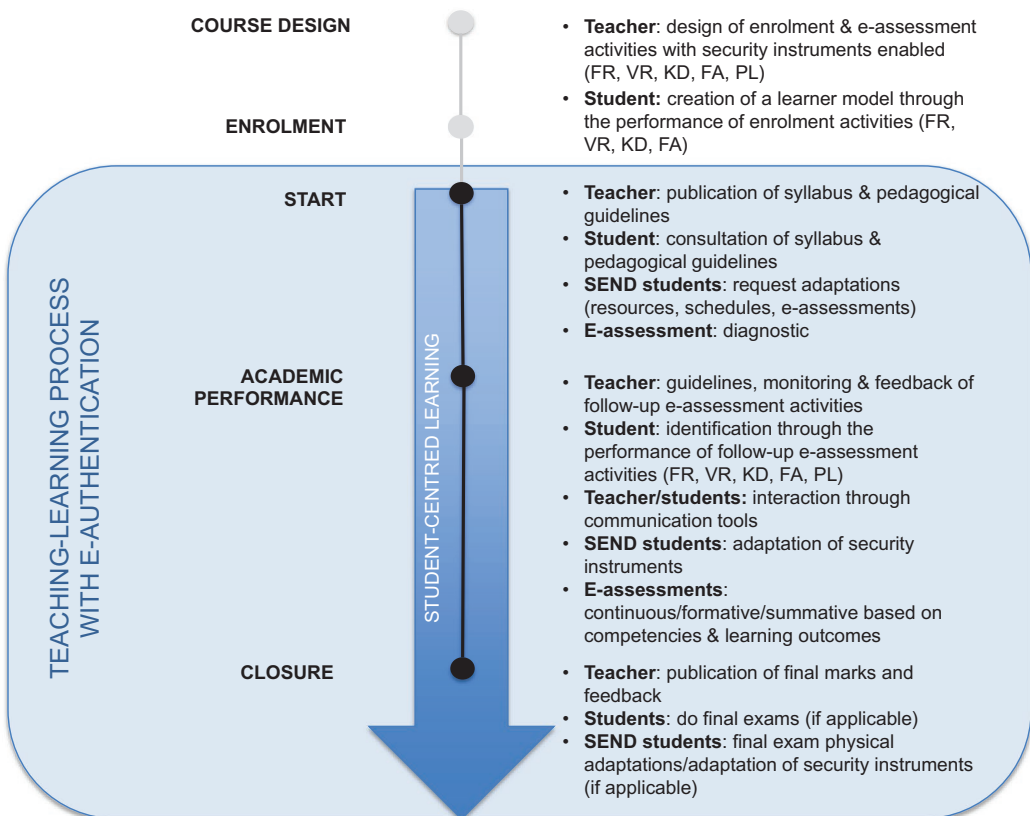 COURSE DESIGN
• Teacher: design of enrolment & e-assessment
activities with security instruments enabled
(FR, VR, KD, FA, PL)
ENROLMENT
• Student: creation of a learner model through
the performance of enrolment activities (FR,
VR, KD, FA)
TEACHING-LEARNING PROCESS
WITH E-AUTHENTICATION
STUDENT-CENTRED LEARNING
START
• Teacher: publication of syllabus & pedagogical
guidelines
• Student: consultation of syllabus &
pedagogical guidelines
• SEND students: request adaptations
(resources, schedules, e-assessments)
• E-assessment: diagnostic
ACADEMIC
PERFORMANCE
• Teacher: guidelines, monitoring & feedback of
follow-up e-assessment activities
• Student: identification through the
performance of follow-up e-assessment
activities (FR, VR, KD, FA, PL)
• Teacher/students: interaction through
communication tools
• SEND students: adaptation of security
instruments
• E-assessments:
continuous/formative/summative based on
competencies & learning outcomes
CLOSURE
• Teacher: publication of final marks and
feedback
• Students: do final exams (if applicable)
• SEND students: final exam physical
adaptations/adaptation of security instruments
(if applicable)